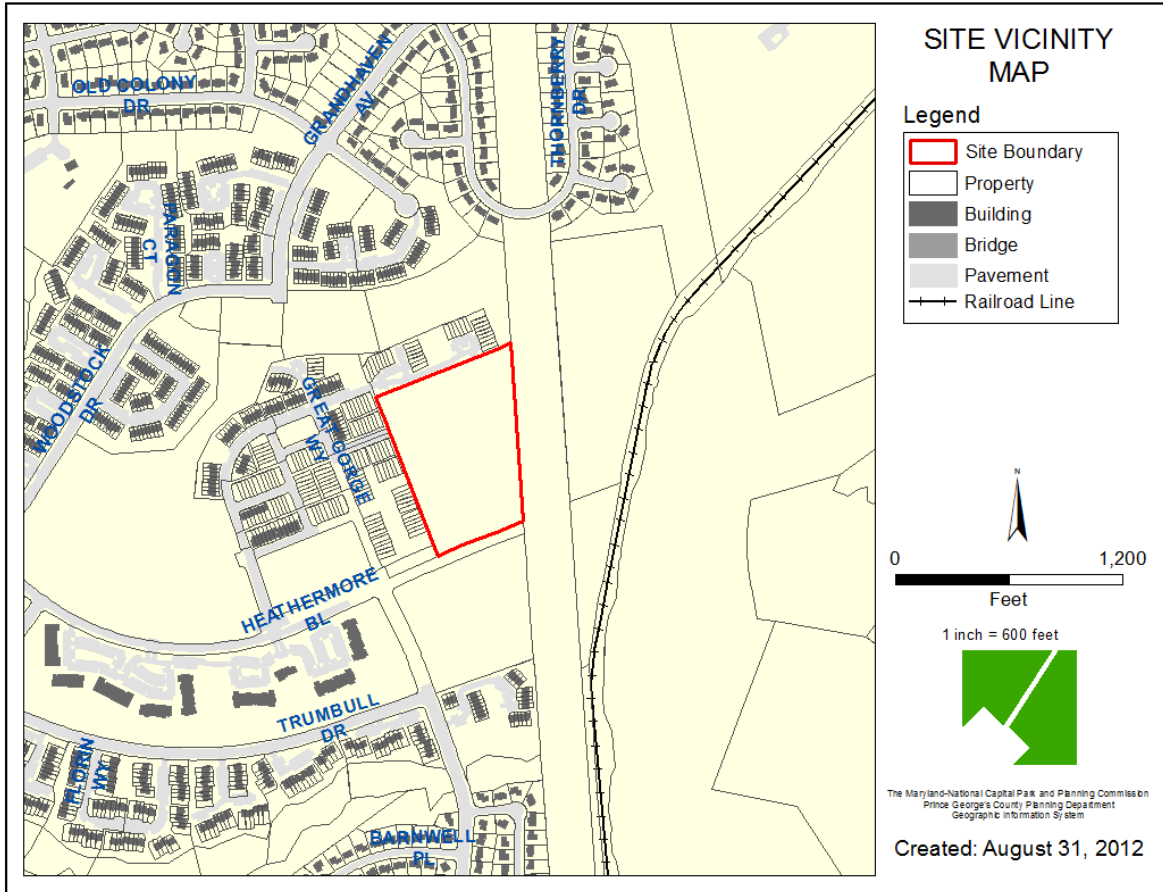 SITE VICINITY
MAP
Legend
Site Boundary
Property
Building
Bridge
Pavement
Railroad Line
OLD COLONY
DR
GRANDHAVEN
AV
THORNBERRY
DR
PARAGON
CT
WOODSTOCK
DR
GREAT GORGE
WY
HEATHERMORE
BL
TRUMBULL
DR
FLORIN
WY
BARNWELL
PL
N
0 1,200
Feet
1 inch = 600 feet
The Maryland-National Capital Park and Planning Commission
Prince George's County Planning Department
Geographic Information System
Created: August 31, 2012